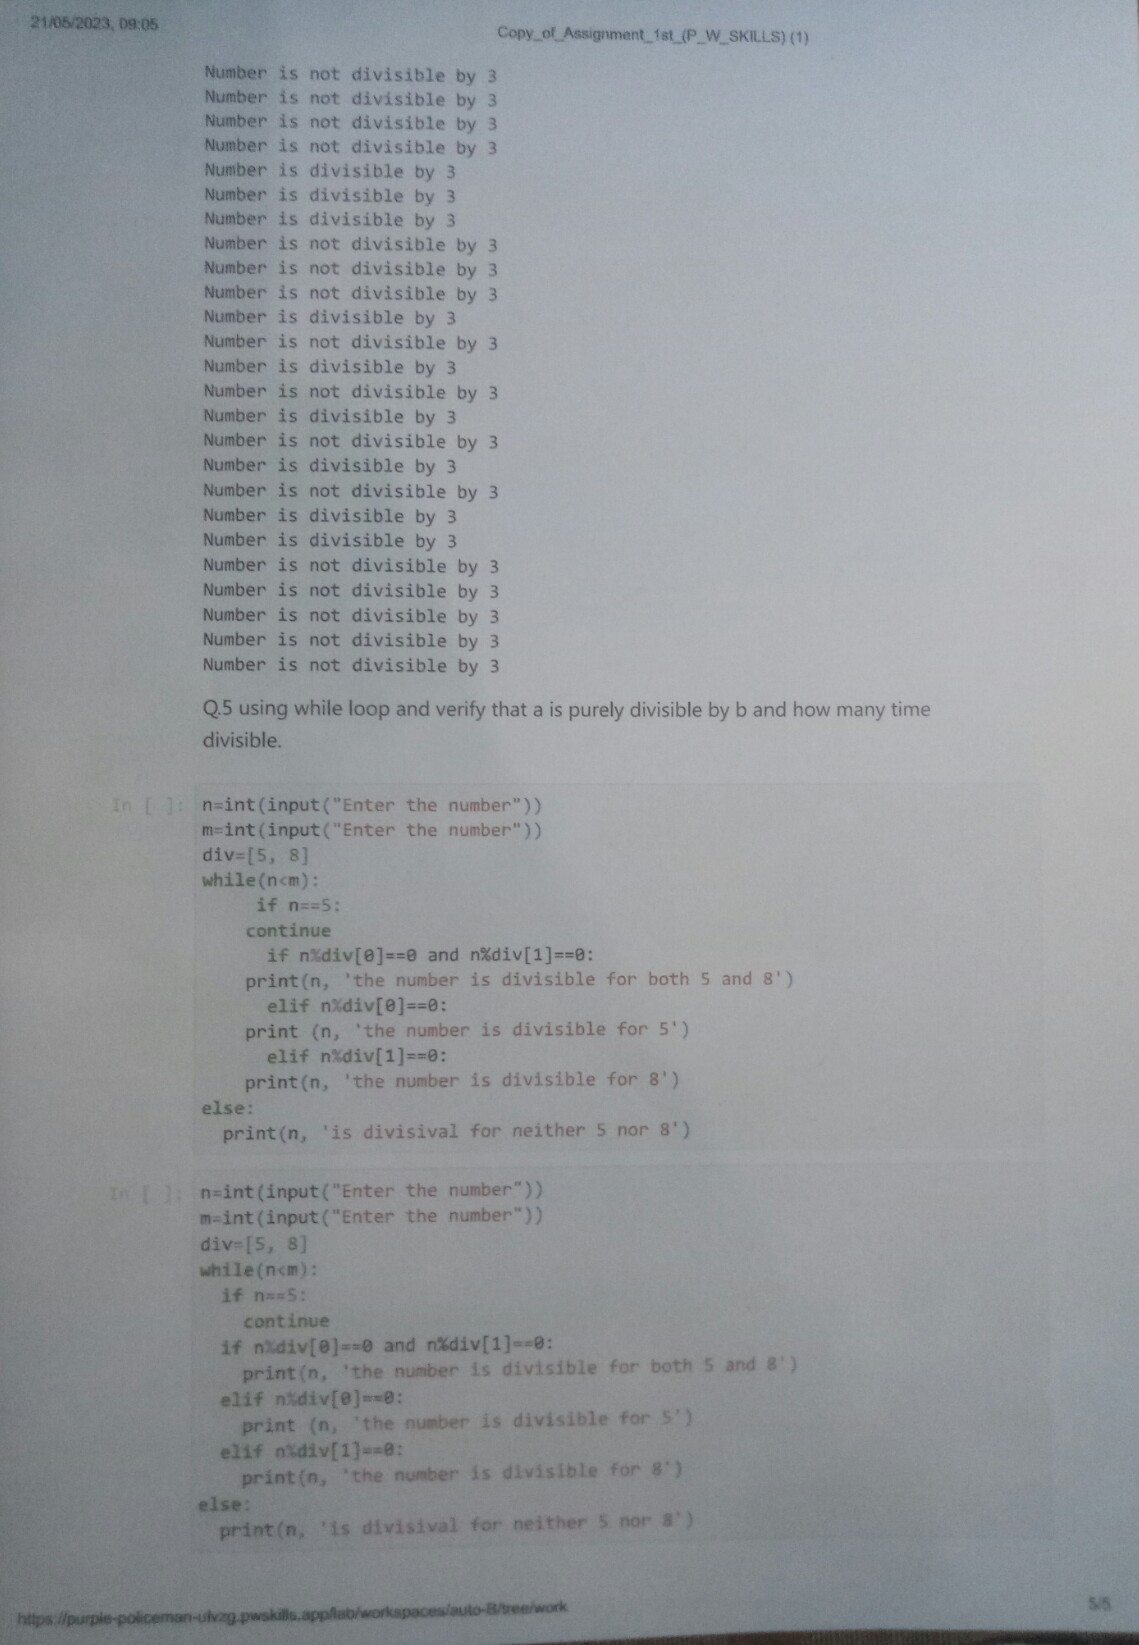 21/05/2023, 09:05
Copy_of_Assignment_1st_(P_W_SKILLS) (1)
Number is not divisible by 3
Number is not divisible by 3
Number is not divisible by 3
Number is not divisible by 3
Number is divisible by 3
Number is divisible by 3
Number is divisible by 3
Number is not divisible by 3
Number is not divisible by 3
Number is not divisible by 3
Number is divisible by 3
Number is not divisible by 3
Number is divisible by 3
Number is not divisible by 3
Number is divisible by 3
Number is not divisible by 3
Number is divisible by 3
Number is not divisible by 3
Number is divisible by 3
Number is divisible by 3
Number is not divisible by 3
Number is not divisible by 3
Number is not divisible by 3
Number is not divisible by 3
Number is not divisible by 3
Q.5 using while loop and verify that a is purely divisible by b and how many time
divisible.
In [ ]: n=int(input("Enter the number"))
m=int(input("Enter the number"))
div=[5, 8]
while(n<m):
if n==5:
continue
if n%div[0]==0 and n%div[1]==0:
print(n, 'the number is divisible for both 5 and 8')
elif n%div[0]==0:
print (n, 'the number is divisible for 5')
elif n%div[1]==0:
print(n, 'the number is divisible for 8')
else:
print(n, 'is divisival for neither 5 nor 8')
In [ ]: n=int(input("Enter the number"))
m=int(input("Enter the number"))
div=[5, 8]
while(n<m):
if n==5:
continue
if n%div[0]==0 and n%div[1]==0:
print(n, 'the number is divisible for both 5 and 8')
elif n%div[0]==0:
print (n, 'the number is divisible for 5')
elif n%div[1]==0:
print(n, 'the number is divisible for 8')
else:
print(n, 'is divisival for neither 5 nor 8')
https://purple-policeman-ulvzg.pwskills.app/lab/workspaces/auto-8/tree/work
5/5